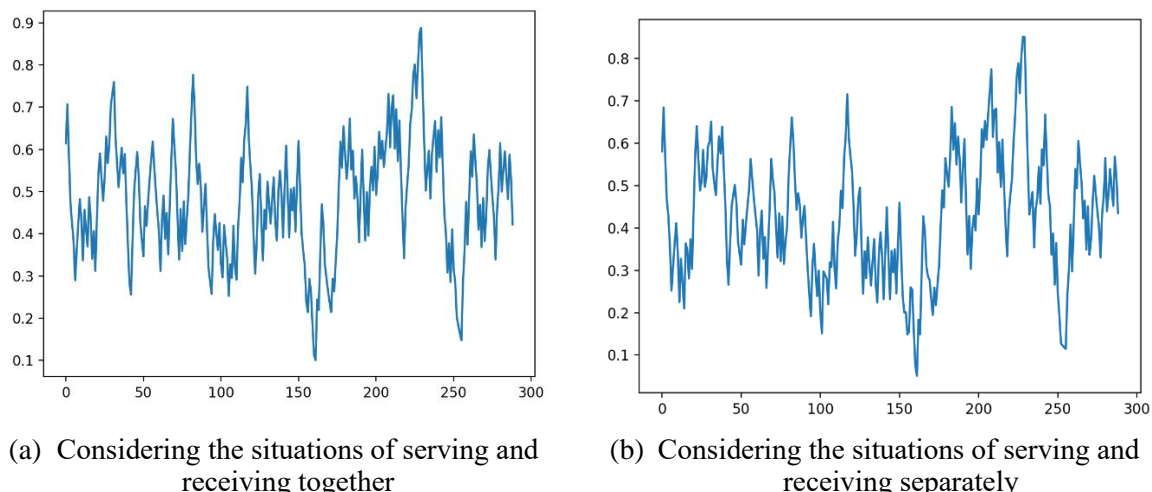 0.9
0.8
0.7
0.6
0.5
0.4
0.3
0.2
0.1
0 50 100 150 200 250 300
(a) Considering the situations of serving and
receiving together
0.8
0.7
0.6
0.5
0.4
0.3
0.2
0.1
0 50 100 150 200 250 300
(b) Considering the situations of serving and
receiving separately